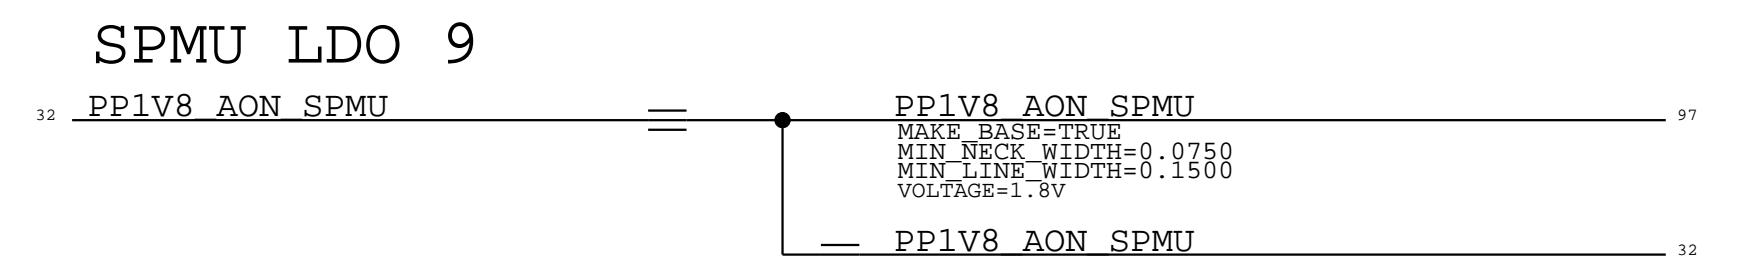 SPMU LDO 9
32 PP1V8_AON_SPMU PP1V8_AON_SPMU 97
MAKE_BASE=TRUE
MIN_NECK_WIDTH=0.0750
MIN_LINE_WIDTH=0.1500
VOLTAGE=1.8V
PP1V8_AON_SPMU 32